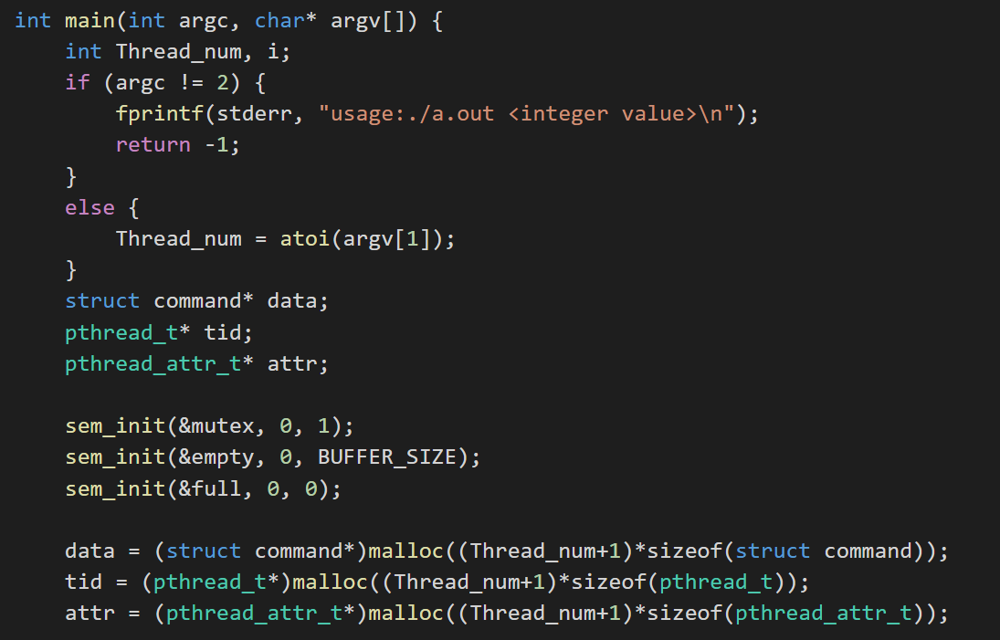 int main(int argc, char* argv[]) {
    int Thread_num, i;
    if (argc != 2) {
        fprintf(stderr, "usage:./a.out <integer value>\n");
        return -1;
    }
    else {
        Thread_num = atoi(argv[1]);
    }
    struct command* data;
    pthread_t* tid;
    pthread_attr_t* attr;

    sem_init(&mutex, 0, 1);
    sem_init(&empty, 0, BUFFER_SIZE);
    sem_init(&full, 0, 0);

    data = (struct command*)malloc((Thread_num+1)*sizeof(struct command));
    tid = (pthread_t*)malloc((Thread_num+1)*sizeof(pthread_t));
    attr = (pthread_attr_t*)malloc((Thread_num+1)*sizeof(pthread_attr_t));